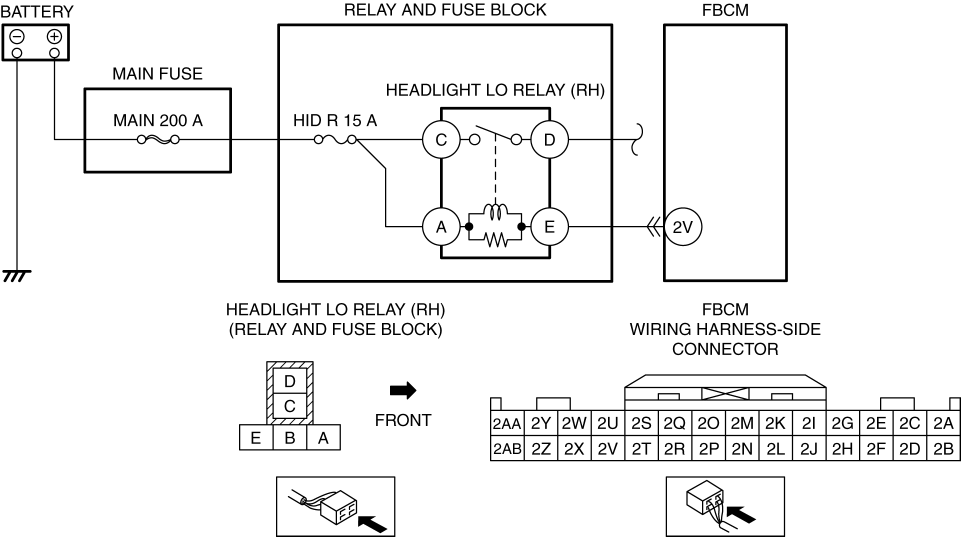 BATTERY
RELAY AND FUSE BLOCK
FBCM
− +
MAIN FUSE
MAIN 200 A
HID R 15 A
HEADLIGHT LO RELAY (RH)
C D
A E
2V
HEADLIGHT LO RELAY (RH)
(RELAY AND FUSE BLOCK)
D
C
E B A
FRONT
FBCM
WIRING HARNESS-SIDE
CONNECTOR
2AA 2Y 2W 2U 2S 2Q 2O 2M 2K 2I 2G 2E 2C 2A
2AB 2Z 2X 2V 2T 2R 2P 2N 2L 2J 2H 2F 2D 2B